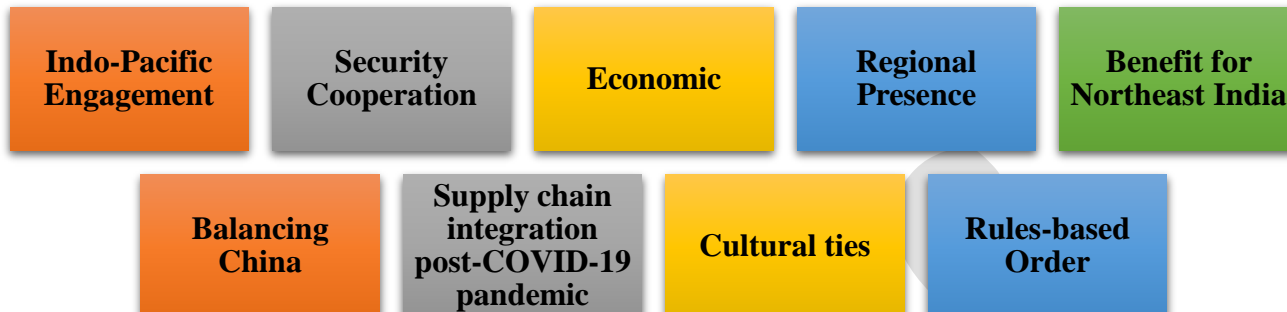 Indo-Pacific
Engagement
Security
Cooperation
Economic
Regional
Presence
Benefit for
Northeast India
Balancing
China
Supply chain
integration
post-COVID-19
pandemic
Cultural ties
Rules-based
Order